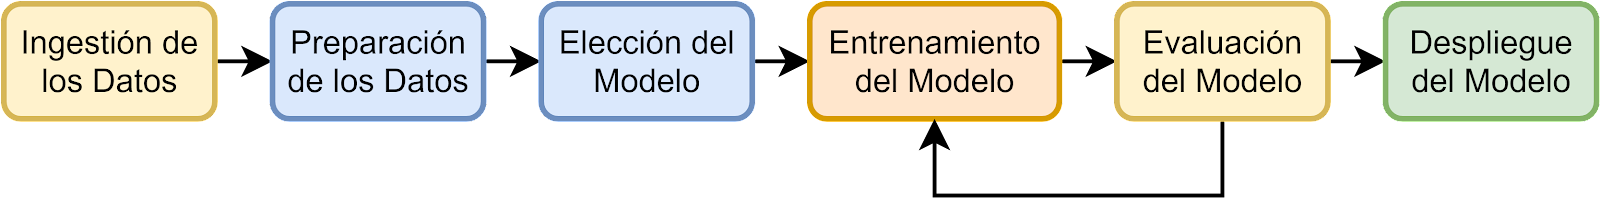 Ingestión de
los Datos
Preparación
de los Datos
Elección del
Modelo
Entrenamiento
del Modelo
Evaluación
del Modelo
Despliegue
del Modelo